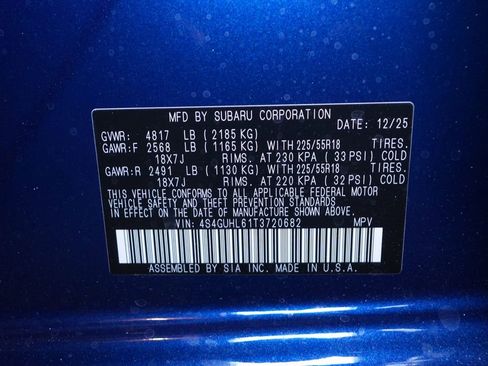 MFD BY SUBARU CORPORATION
DATE: 12/25
GVWR: 4817 LB (2185 KG)
GAWR:F 2568 LB (1165 KG) WITH 225/55R18 TIRES.
18X7J RIMS. AT 230 KPA (33 PSI) COLD
GAWR:R 2491 LB (1130 KG) WITH 225/55R18 TIRES.
18X7J RIMS. AT 220 KPA (32 PSI) COLD
THIS VEHICLE CONFORMS TO ALL APPLICABLE FEDERAL MOTOR
VEHICLE SAFETY AND THEFT PREVENTION STANDARDS IN
EFFECT ON THE DATE OF MANUFACTURE SHOWN ABOVE.
VIN: 4S4GUHL61T3720682 MPV
ASSEMBLED BY SIA INC. MADE IN U.S.A.